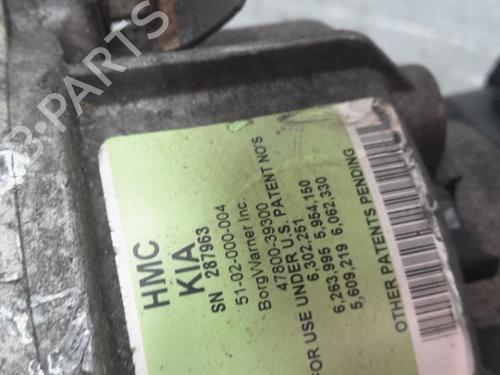 HMC
KIA
SN 287963
51-02-000-004
BorgWarner Inc.
47800-39300
FOR USE UNDER U.S. PATENT NO'S
6,302,251
6,263,995 5,954,150
5,609,219 6,062,330
OTHER PATENTS PENDING